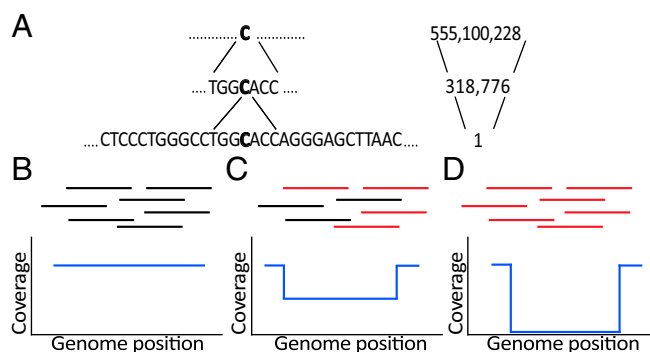 A
............. C ............ 555,100,228
.... TGGCACC .... 318,776
....CTCCCTGGGCCTGGCACCAGGGAGCTTAAC.... 1
B C D
Coverage Coverage Coverage
Genome position Genome position Genome position